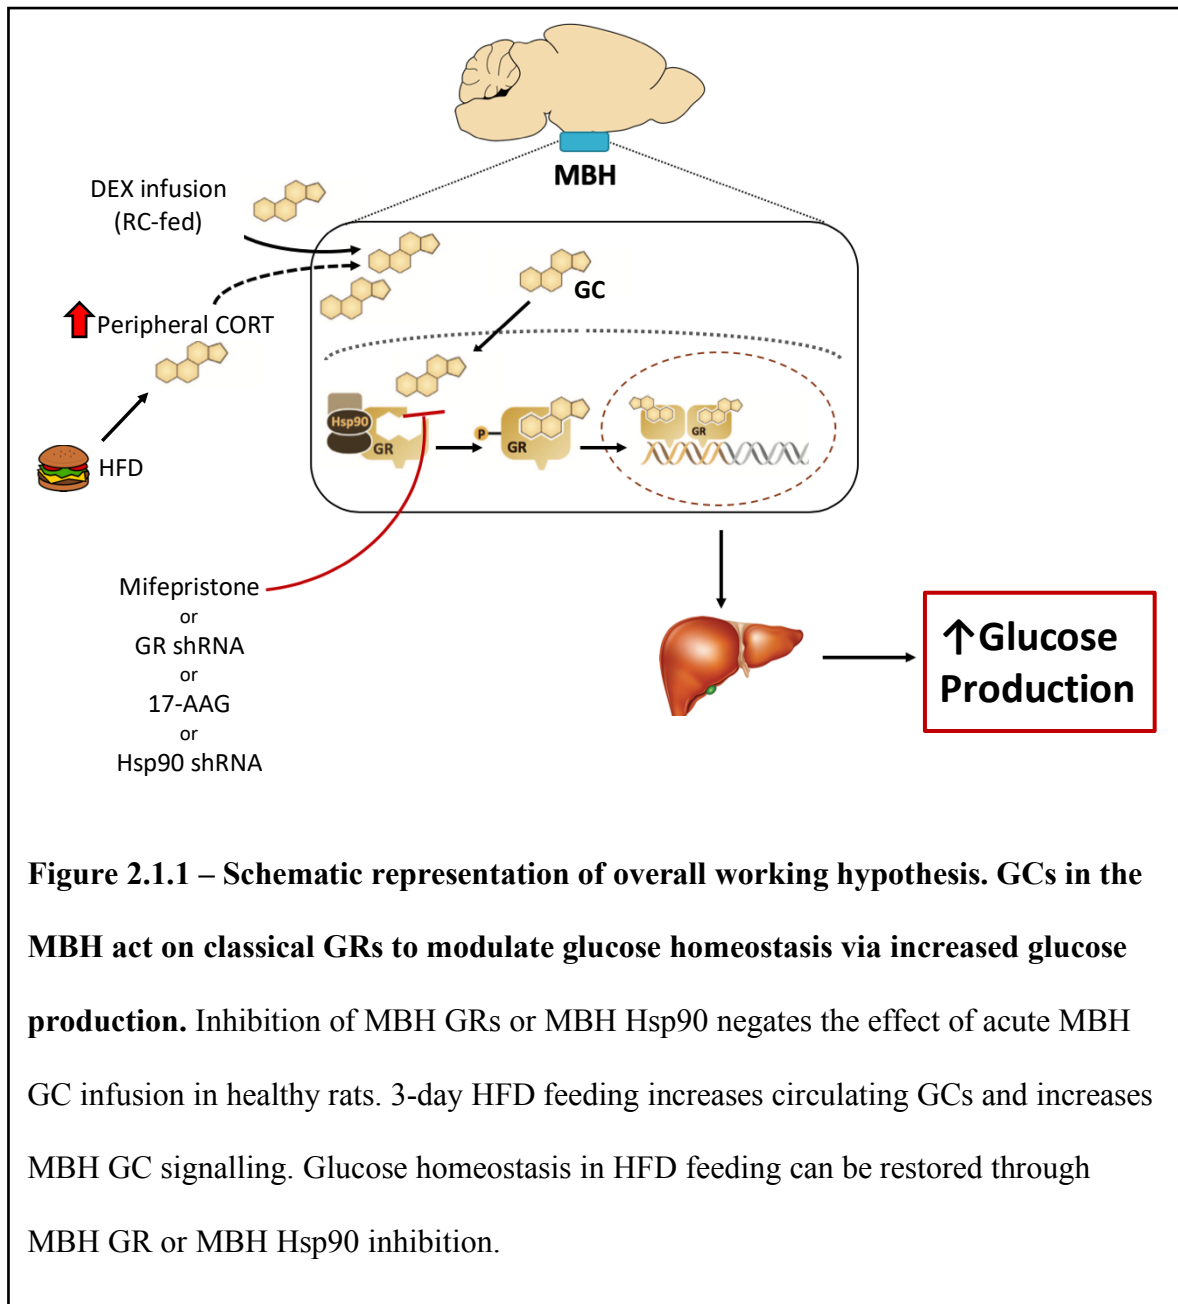 MBH
DEX infusion
(RC-fed)
GC
Peripheral CORT
Hsp90
GR
P
GR
GR
HFD
Mifepristone
or
GR shRNA
or
17-AAG
or
Hsp90 shRNA
↑Glucose
Production
Figure 2.1.1 – Schematic representation of overall working hypothesis. GCs in the
MBH act on classical GRs to modulate glucose homeostasis via increased glucose
production. Inhibition of MBH GRs or MBH Hsp90 negates the effect of acute MBH
GC infusion in healthy rats. 3-day HFD feeding increases circulating GCs and increases
MBH GC signalling. Glucose homeostasis in HFD feeding can be restored through
MBH GR or MBH Hsp90 inhibition.